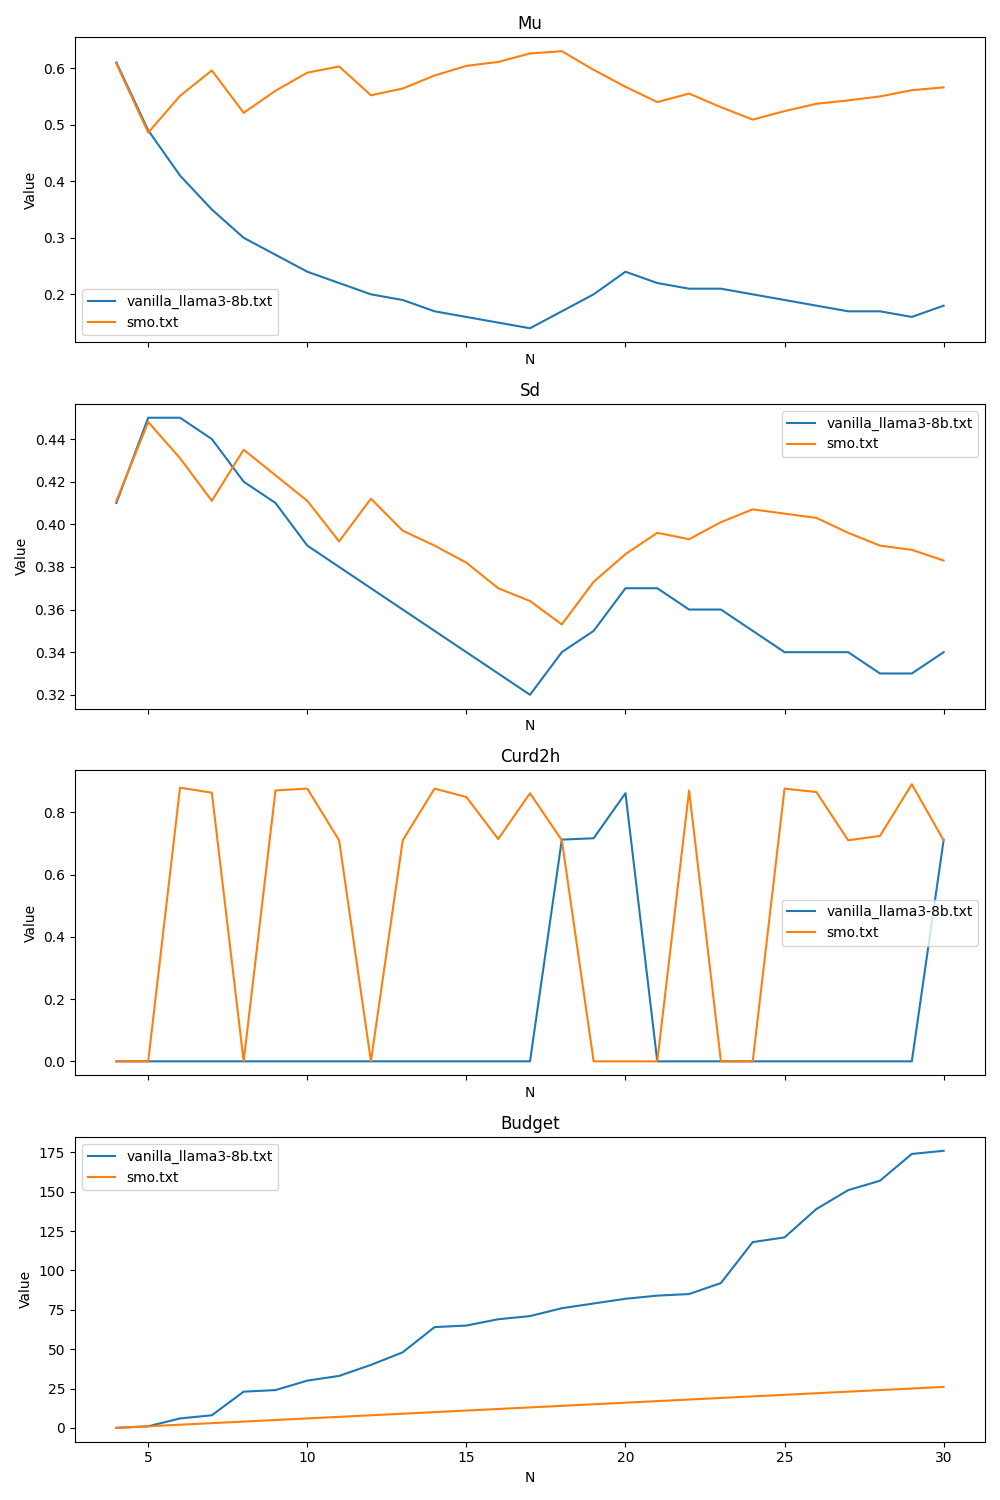 Mu
0.6
0.5
0.4
0.3
0.2
Value
vanilla_llama3-8b.txt
smo.txt
N
Sd
0.44
0.42
0.40
0.38
0.36
0.34
0.32
Value
vanilla_llama3-8b.txt
smo.txt
N
Curd2h
0.8
0.6
0.4
0.2
0.0
Value
vanilla_llama3-8b.txt
smo.txt
N
Budget
175
150
125
100
75
50
25
0
Value
vanilla_llama3-8b.txt
smo.txt
5 10 15 20 25 30
N